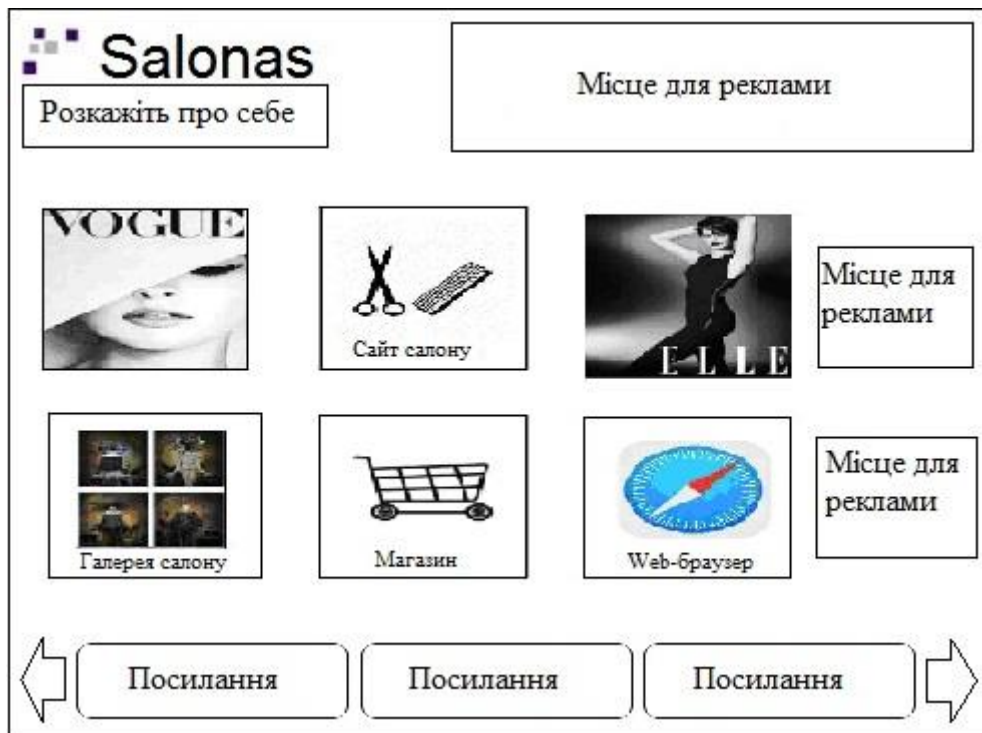 Salonas
Розкажіть про себе
Місце для реклами
VOGUE
Сайт салону
ELLE
Місце для
реклами
Галерея салону
Магазин
Web-браузер
Місце для
реклами
Посилання
Посилання
Посилання